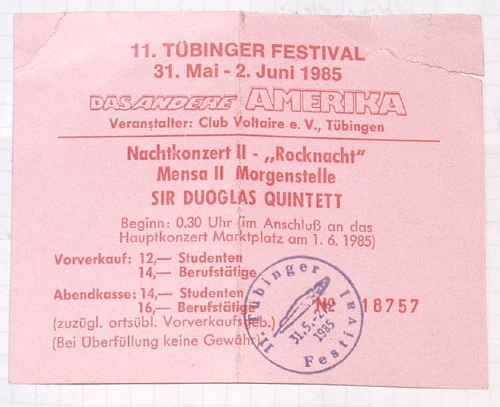 11. TÜBINGER FESTIVAL
31. Mai - 2. Juni 1985
DAS ANDERE AMERIKA
Veranstalter: Club Voltaire e. V., Tübingen
Nachtkonzert II - „Rocknacht"
Mensa II Morgenstelle
SIR DUOGLAS QUINTETT
Beginn: 0.30 Uhr (im Anschluß an das
Hauptkonzert Marktplatz am 1. 6. 1985)
Vorverkauf: 12,— Studenten
14,— Berufstätige
Abendkasse: 14,— Studenten
16,— Berufstätige
(zuzügl. ortsübl. Vorverkaufsgeb.)
(Bei Überfüllung keine Gewähr)
No 18757
11. Tübinger Festival
31.5.-2.
1985